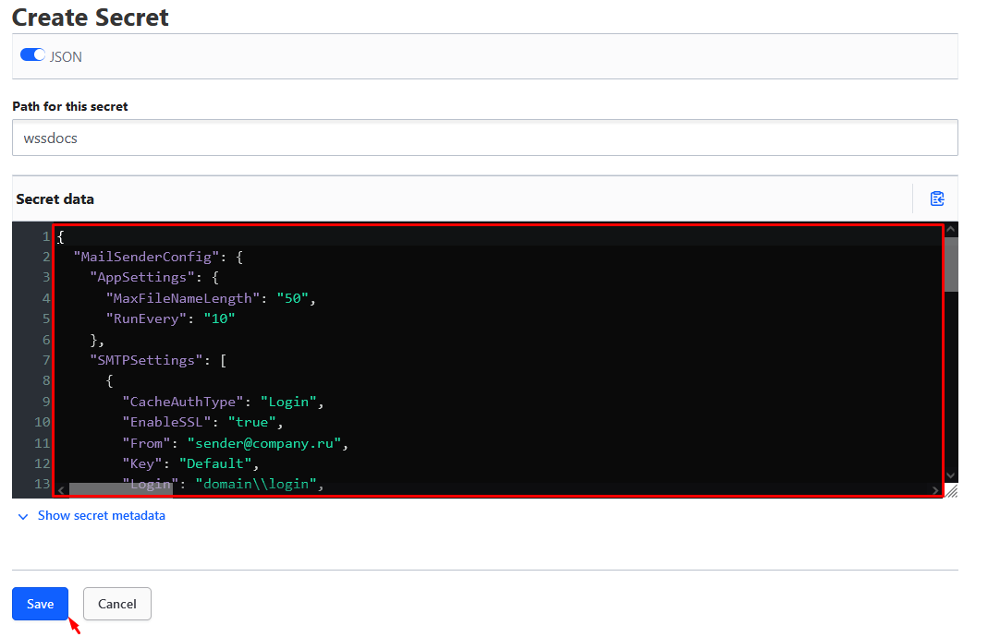 Create Secret
JSON
Path for this secret
wssdocs
Secret data
1 {
2 "MailSenderConfig": {
3 "AppSettings": {
4 "MaxFileNameLength": "50",
5 "RunEvery": "10"
6 },
7 "SMTPSettings": [
8 {
9 "CacheAuthType": "Login",
10 "EnableSSL": "true",
11 "From": "sender@company.ru",
12 "Key": "Default",
13 "Login": "domain\\login",
Show secret metadata
Save Cancel